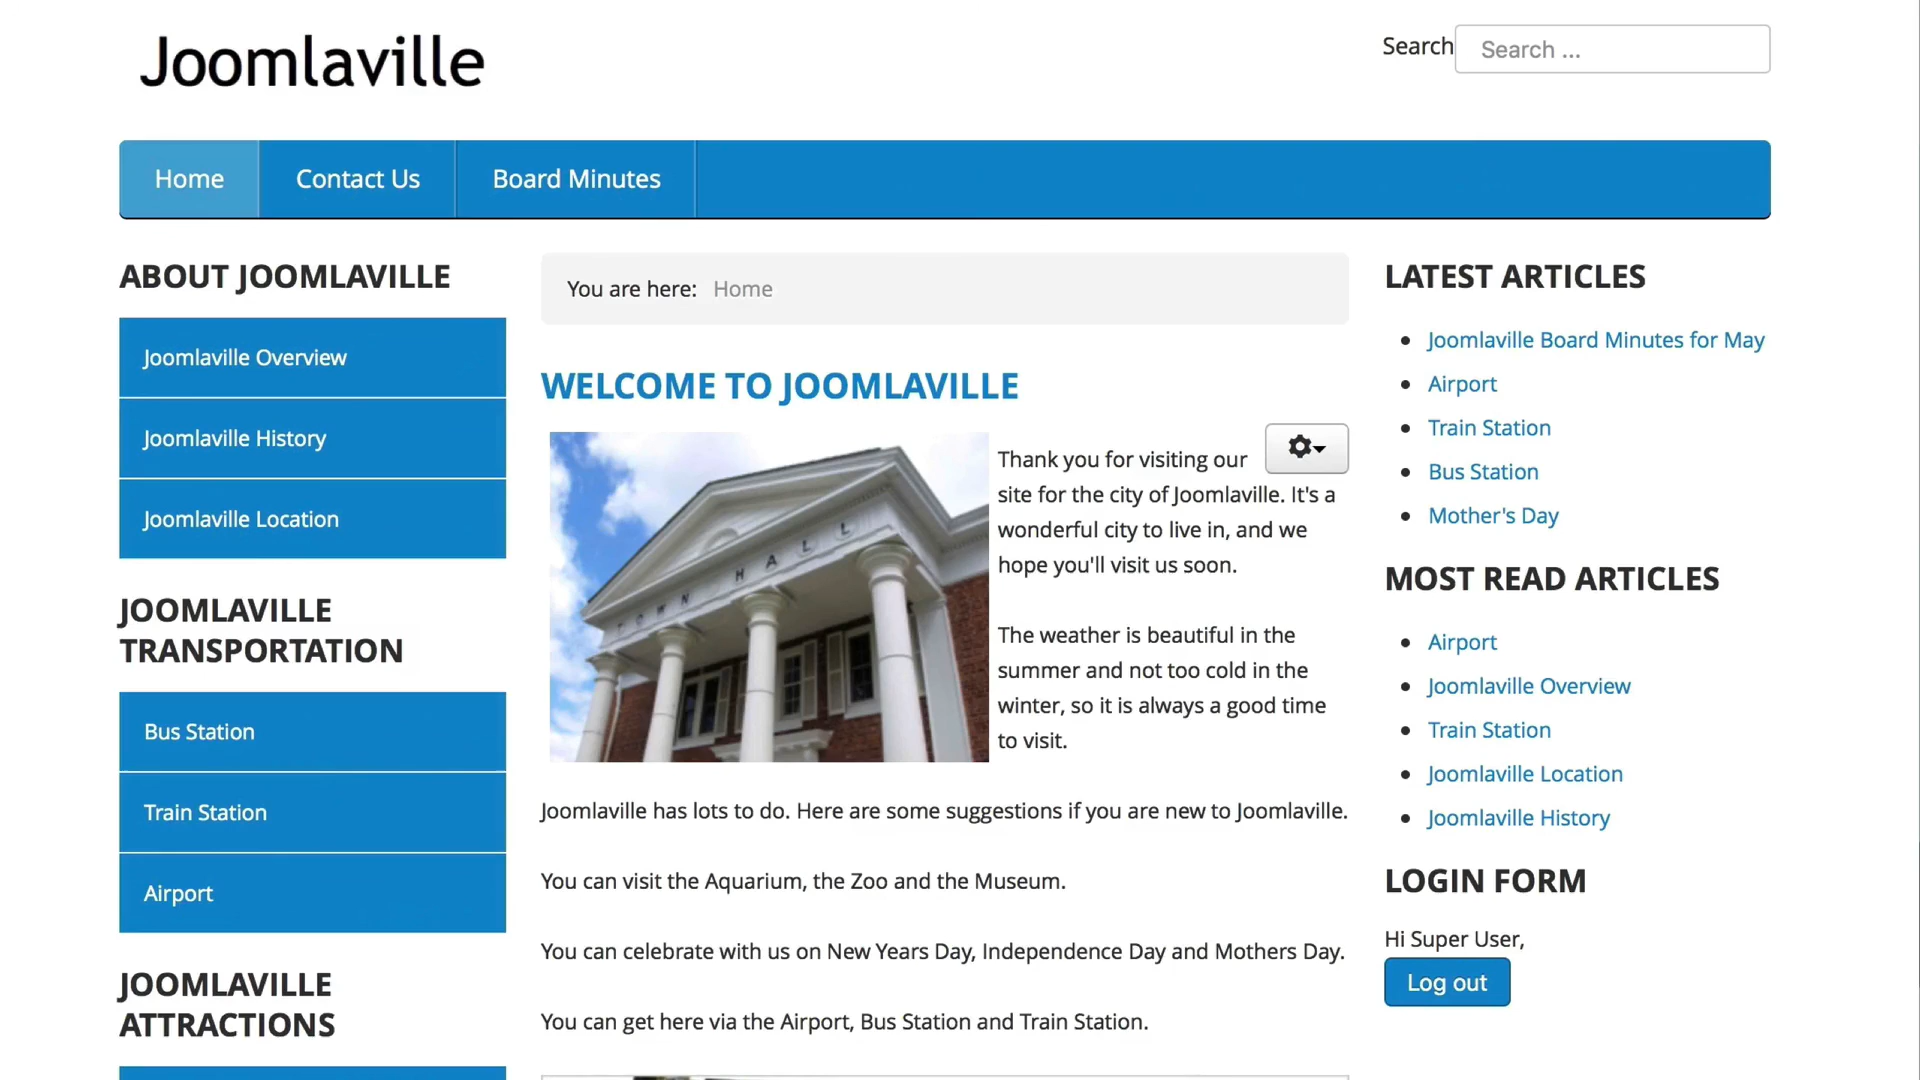 Joomlaville
Search
Search ...
Home
Contact Us
Board Minutes
ABOUT JOOMLAVILLE
Joomlaville Overview
Joomlaville History
Joomlaville Location
JOOMLAVILLE
TRANSPORTATION
Bus Station
Train Station
Airport
JOOMLAVILLE
ATTRACTIONS
You are here: Home
WELCOME TO JOOMLAVILLE
TOWN HALL
Thank you for visiting our
site for the city of Joomlaville. It's a
wonderful city to live in, and we
hope you'll visit us soon.
The weather is beautiful in the
summer and not too cold in the
winter, so it is always a good time
to visit.
Joomlaville has lots to do. Here are some suggestions if you are new to Joomlaville.
You can visit the Aquarium, the Zoo and the Museum.
You can celebrate with us on New Years Day, Independence Day and Mothers Day.
You can get here via the Airport, Bus Station and Train Station.
LATEST ARTICLES
Joomlaville Board Minutes for May
Airport
Train Station
Bus Station
Mother's Day
MOST READ ARTICLES
Airport
Joomlaville Overview
Train Station
Joomlaville Location
Joomlaville History
LOGIN FORM
Hi Super User,
Log out